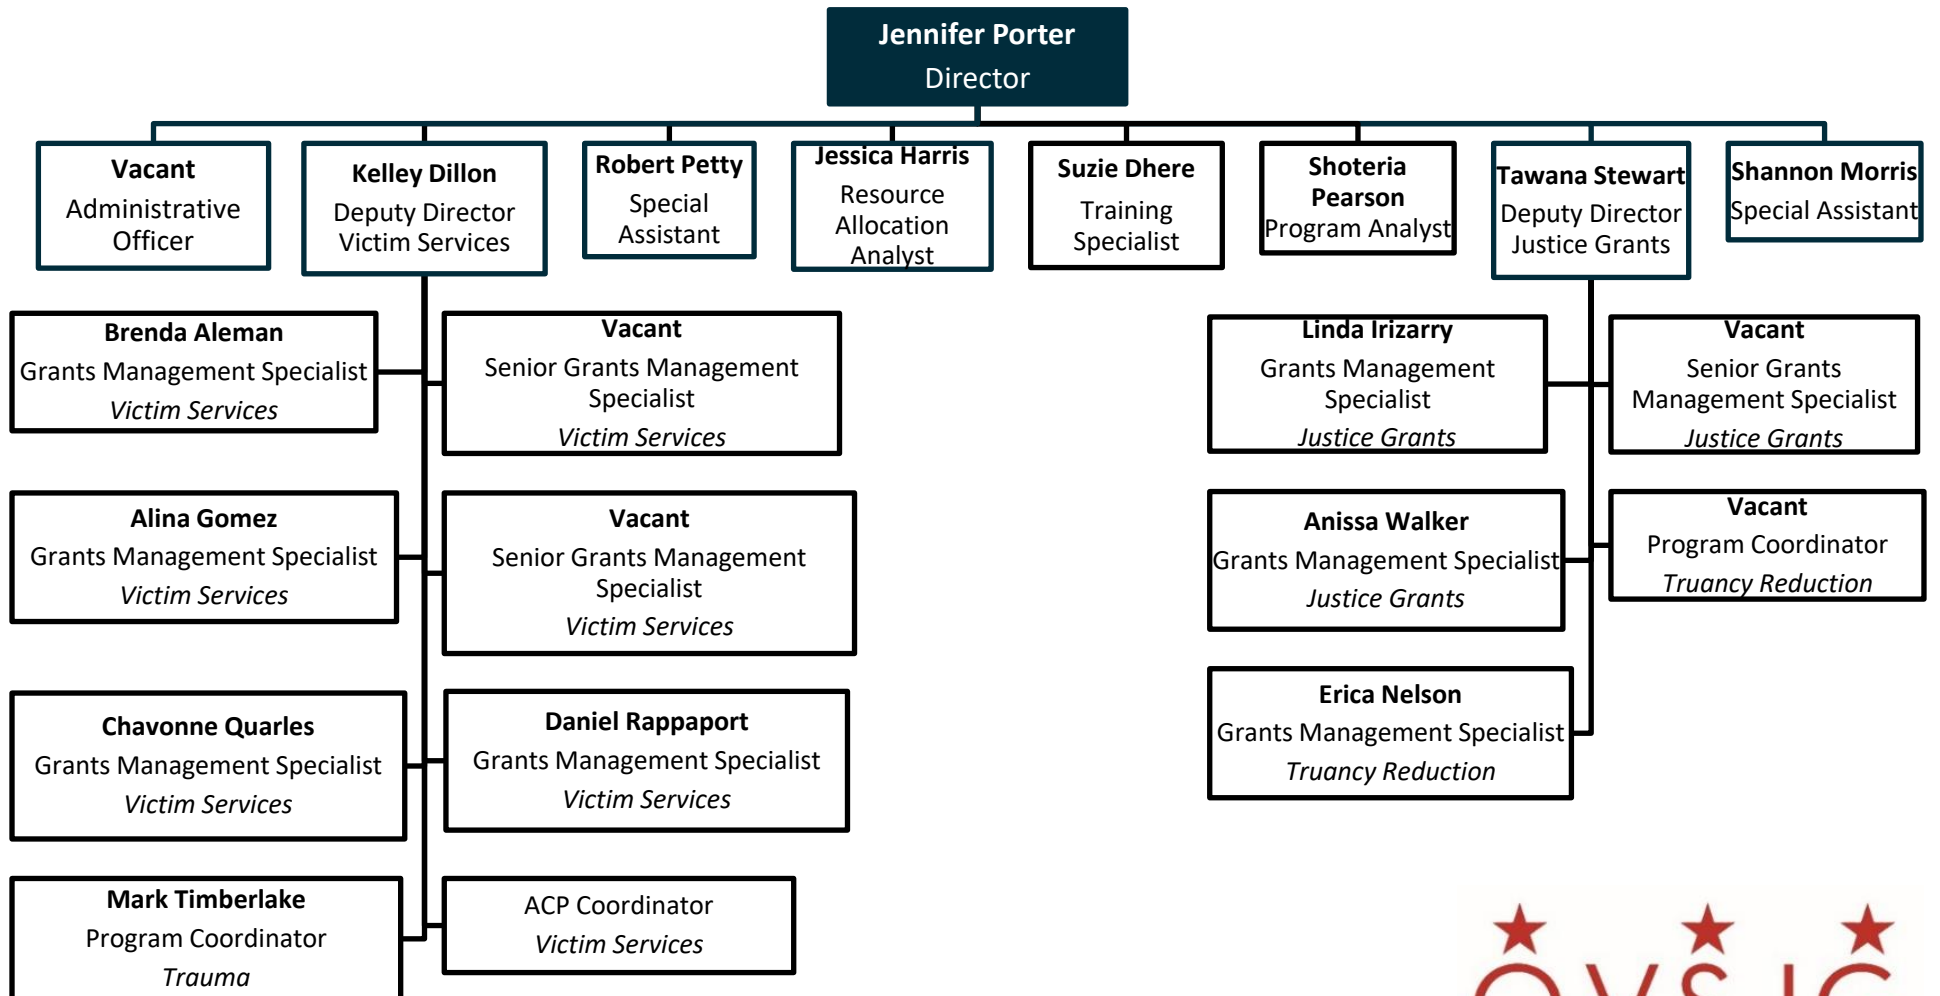 Jennifer Porter
Director
Vacant
Administrative
Officer
Kelley Dillon
Deputy Director
Victim Services
Robert Petty
Special
Assistant
Jessica Harris
Resource
Allocation
Analyst
Suzie Dhere
Training
Specialist
Shoteria
Pearson
Program Analyst
Tawana Stewart
Deputy Director
Justice Grants
Shannon Morris
Special Assistant
Brenda Aleman
Grants Management Specialist
Victim Services
Vacant
Senior Grants Management
Specialist
Victim Services
Linda Irizarry
Grants Management
Specialist
Justice Grants
Vacant
Senior Grants
Management Specialist
Justice Grants
Alina Gomez
Grants Management Specialist
Victim Services
Vacant
Senior Grants Management
Specialist
Victim Services
Anissa Walker
Grants Management Specialist
Justice Grants
Vacant
Program Coordinator
Truancy Reduction
Chavonne Quarles
Grants Management Specialist
Victim Services
Daniel Rappaport
Grants Management Specialist
Victim Services
Erica Nelson
Grants Management Specialist
Truancy Reduction
Mark Timberlake
Program Coordinator
Trauma
ACP Coordinator
Victim Services
OVSJG